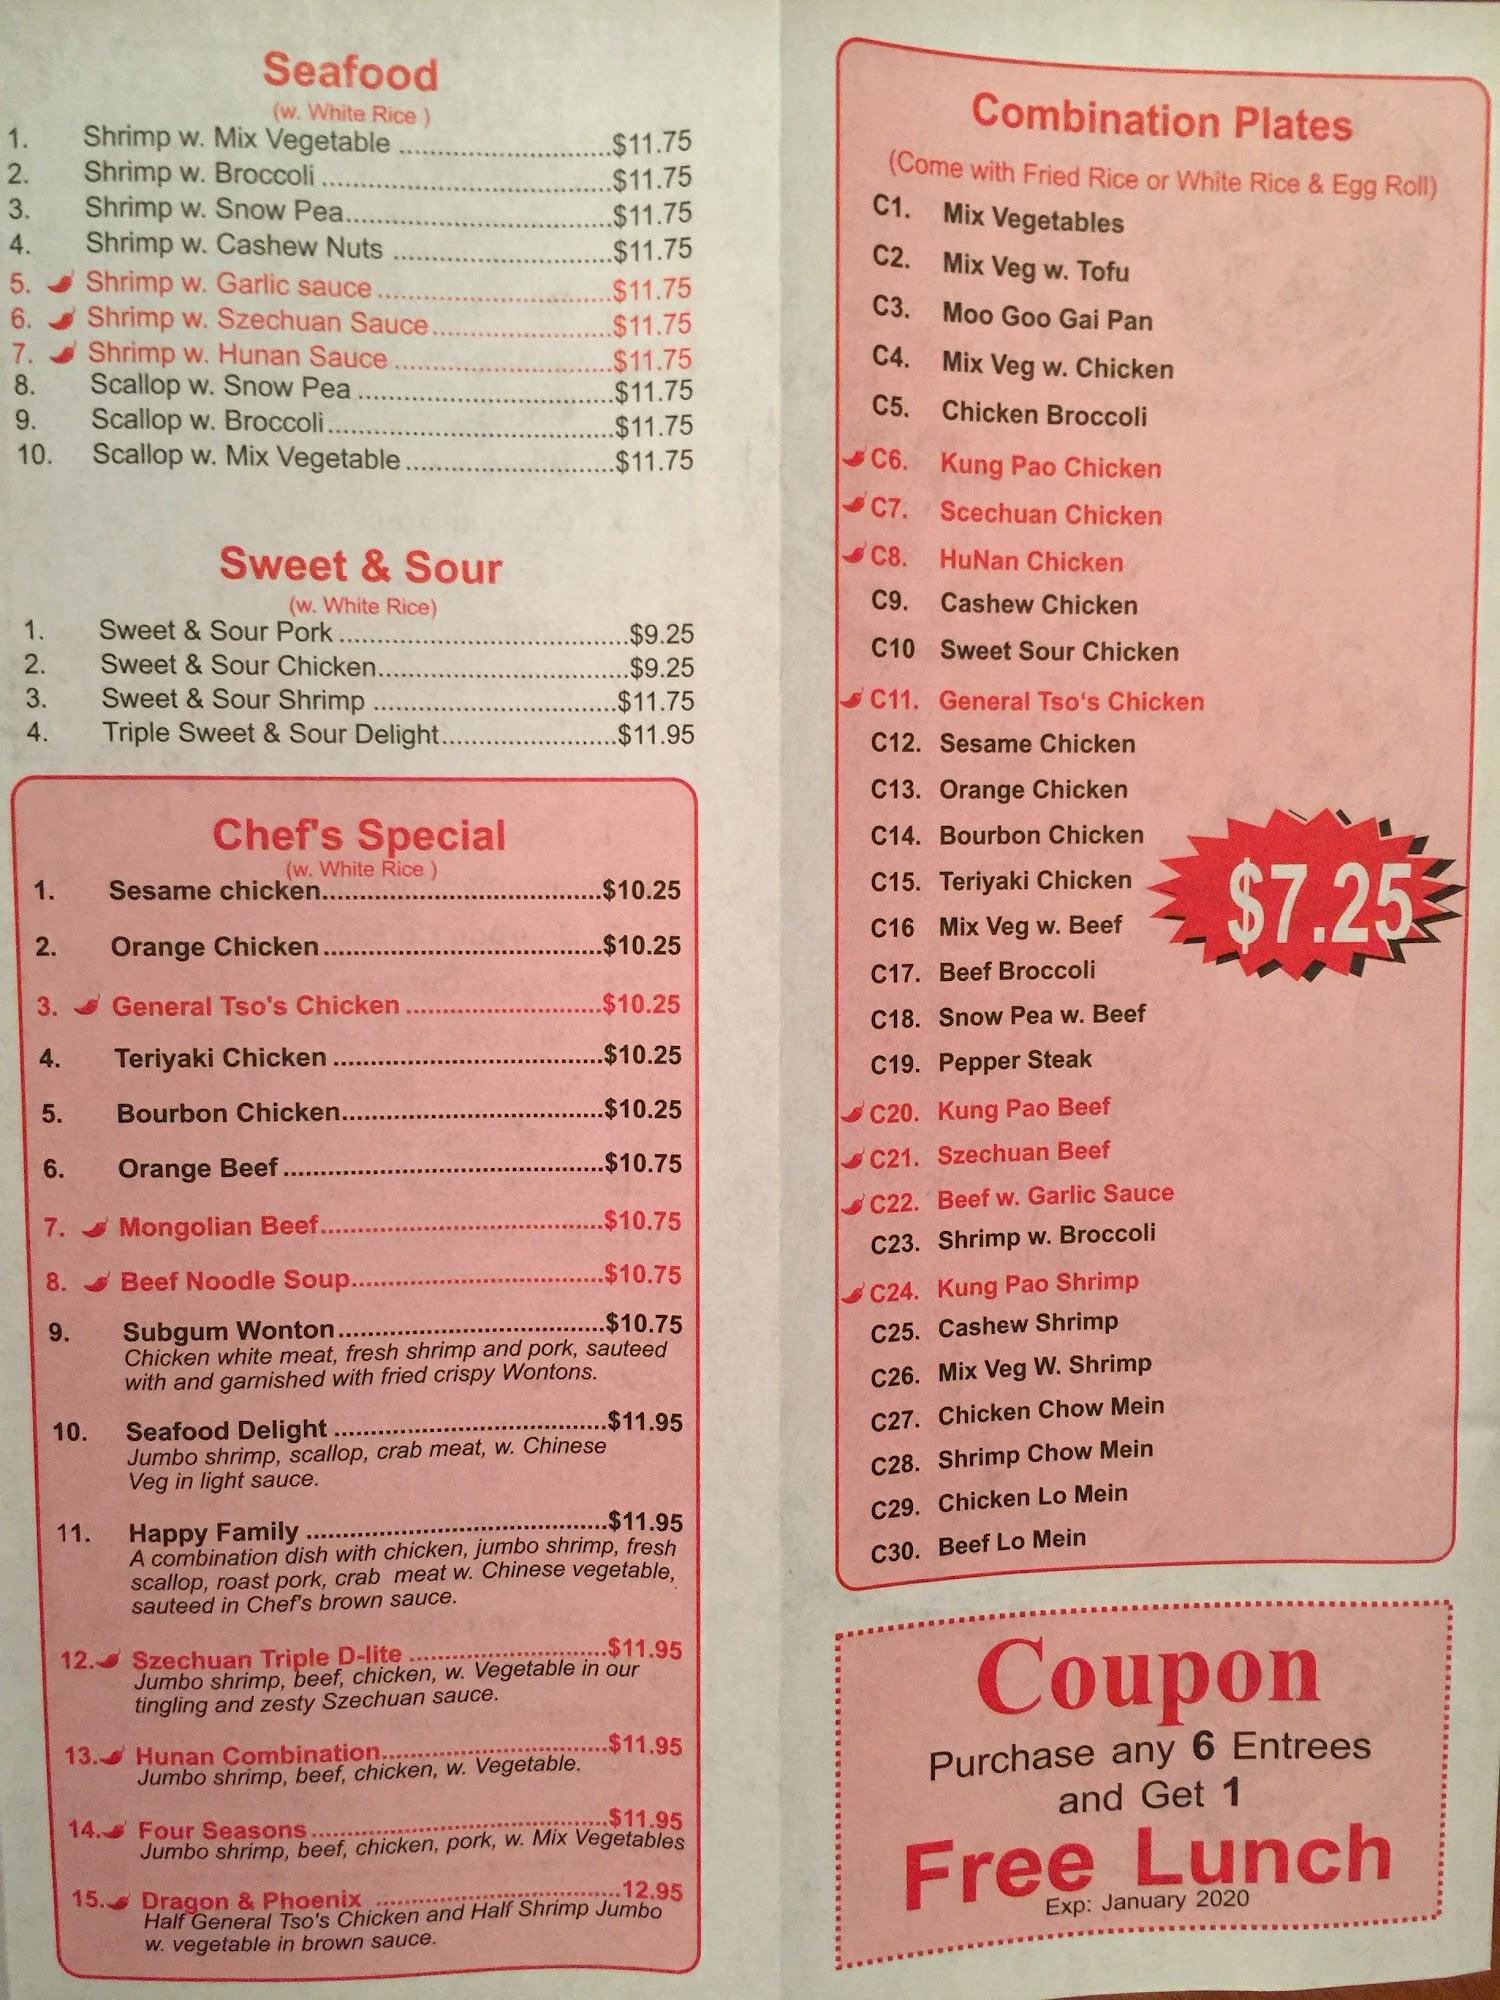 Seafood
(w. White Rice )
1. Shrimp w. Mix Vegetable ............................$11.75
2. Shrimp w. Broccoli ......................................$11.75
3. Shrimp w. Snow Pea...................................$11.75
4. Shrimp w. Cashew Nuts .............................$11.75
5. Shrimp w. Garlic sauce...............................$11.75
6. Shrimp w. Szechuan Sauce........................$11.75
7. Shrimp w. Hunan Sauce .............................$11.75
8. Scallop w. Snow Pea ..................................$11.75
9. Scallop w. Broccoli......................................$11.75
10. Scallop w. Mix Vegetable............................$11.75
Sweet & Sour
(w. White Rice)
1. Sweet & Sour Pork ......................................$9.25
2. Sweet & Sour Chicken.................................$9.25
3. Sweet & Sour Shrimp ................................$11.75
4. Triple Sweet & Sour Delight.......................$11.95
Chef's Special
(w. White Rice )
1. Sesame chicken.....................................$10.25
2. Orange Chicken.....................................$10.25
3. General Tso's Chicken ..........................$10.25
4. Teriyaki Chicken ....................................$10.25
5. Bourbon Chicken...................................$10.25
6. Orange Beef...........................................$10.75
7. Mongolian Beef......................................$10.75
8. Beef Noodle Soup..................................$10.75
9. Subgum Wonton....................................$10.75
Chicken white meat, fresh shrimp and pork, sauteed
with and garnished with fried crispy Wontons.
10. Seafood Delight .....................................$11.95
Jumbo shrimp, scallop, crab meat, w. Chinese
Veg in light sauce.
11. Happy Family .........................................$11.95
A combination dish with chicken, jumbo shrimp, fresh
scallop, roast pork, crab meat w. Chinese vegetable,
sauteed in Chef's brown sauce.
12. Szechuan Triple D-lite ...........................$11.95
Jumbo shrimp, beef, chicken, w. Vegetable in our
tingling and zesty Szechuan sauce.
13. Hunan Combination...............................$11.95
Jumbo shrimp, beef, chicken, w. Vegetable.
14. Four Seasons.........................................$11.95
Jumbo shrimp, beef, chicken, pork, w. Mix Vegetables
15. Dragon & Phoenix ..................................12.95
Half General Tso's Chicken and Half Shrimp Jumbo
w. vegetable in brown sauce.
Combination Plates
(Come with Fried Rice or White Rice & Egg Roll)
C1. Mix Vegetables
C2. Mix Veg w. Tofu
C3. Moo Goo Gai Pan
C4. Mix Veg w. Chicken
C5. Chicken Broccoli
C6. Kung Pao Chicken
C7. Scechuan Chicken
C8. HuNan Chicken
C9. Cashew Chicken
C10 Sweet Sour Chicken
C11. General Tso's Chicken
C12. Sesame Chicken
C13. Orange Chicken
C14. Bourbon Chicken
C15. Teriyaki Chicken
C16 Mix Veg w. Beef
C17. Beef Broccoli
C18. Snow Pea w. Beef
C19. Pepper Steak
C20. Kung Pao Beef
C21. Szechuan Beef
C22. Beef w. Garlic Sauce
C23. Shrimp w. Broccoli
C24. Kung Pao Shrimp
C25. Cashew Shrimp
C26. Mix Veg W. Shrimp
C27. Chicken Chow Mein
C28. Shrimp Chow Mein
C29. Chicken Lo Mein
C30. Beef Lo Mein
$7.25
Coupon
Purchase any 6 Entrees
and Get 1
Free Lunch
Exp: January 2020